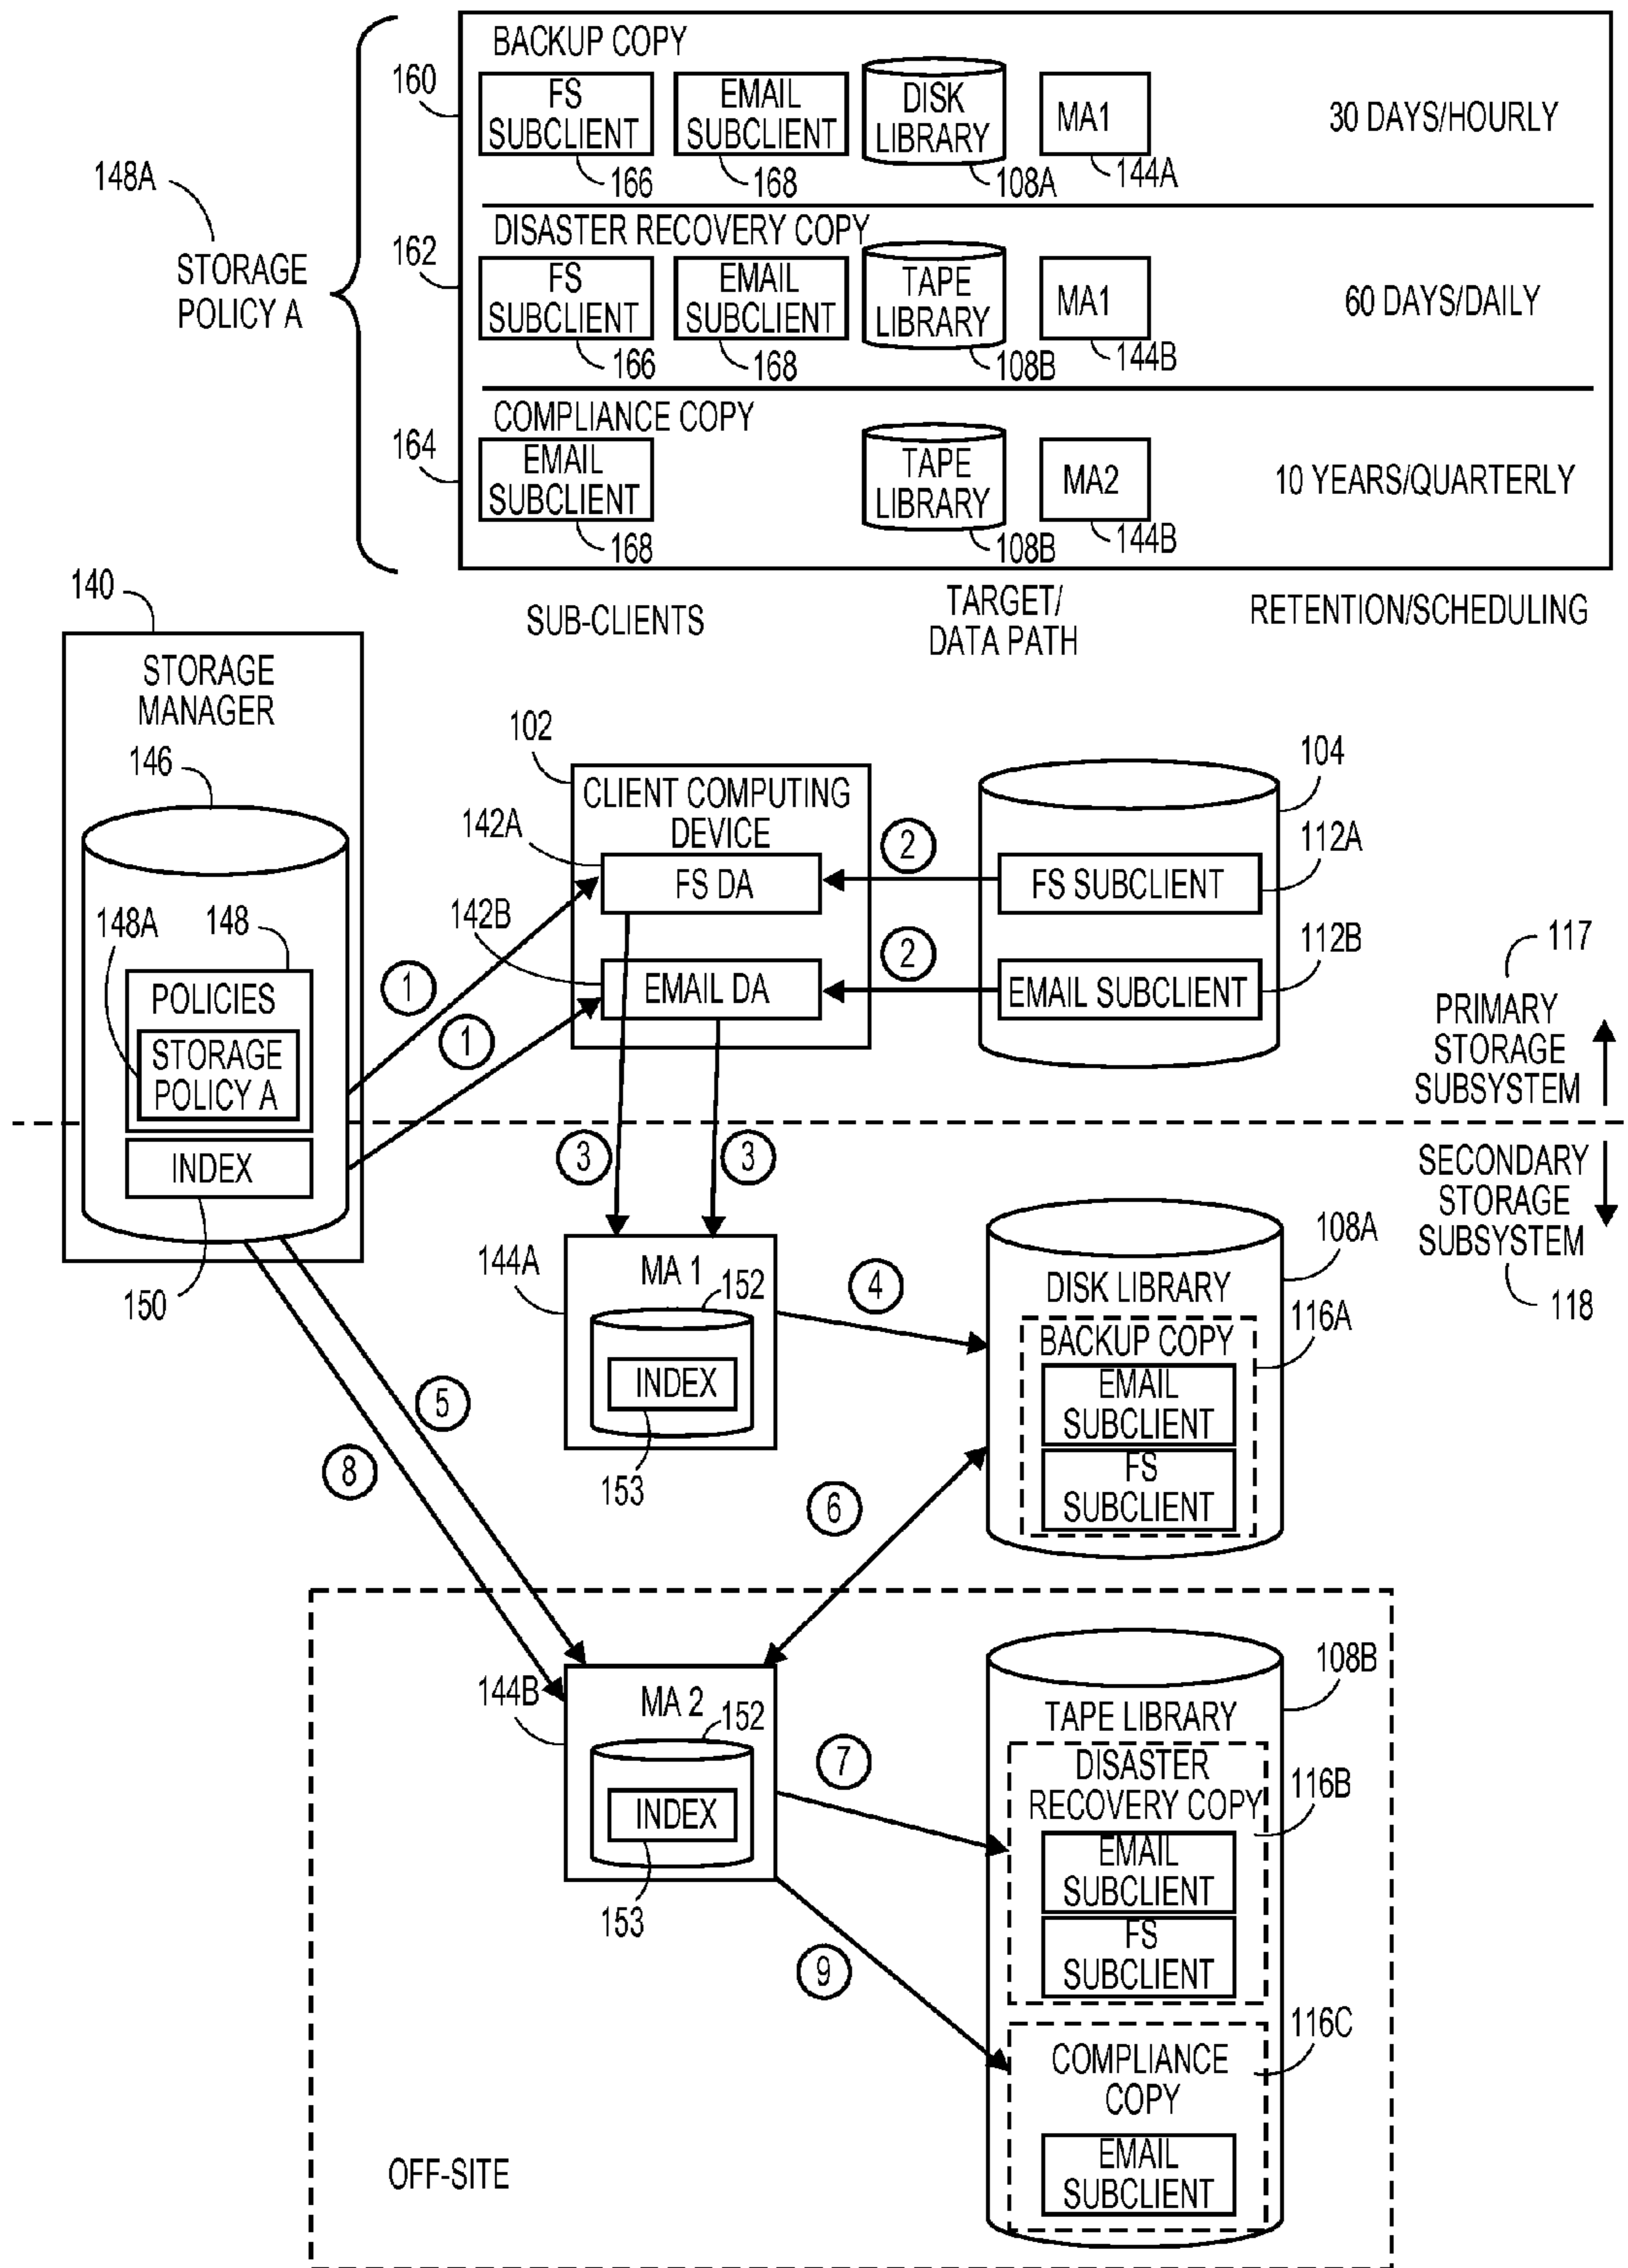 BACKUP COPY
160
FS
SUBCLIENT
166
EMAIL
SUBCLIENT
168
DISK
LIBRARY
108A
MA1
144A
30 DAYS/HOURLY
148A
STORAGE
POLICY A
DISASTER RECOVERY COPY
162
FS
SUBCLIENT
166
EMAIL
SUBCLIENT
168
TAPE
LIBRARY
108B
MA1
144B
60 DAYS/DAILY
COMPLIANCE COPY
164
EMAIL
SUBCLIENT
168
TAPE
LIBRARY
108B
MA2
144B
10 YEARS/QUARTERLY
SUB-CLIENTS
TARGET/
DATA PATH
RETENTION/SCHEDULING
140
STORAGE
MANAGER
146
148A
148
POLICIES
STORAGE
POLICY A
INDEX
150
102
CLIENT COMPUTING
DEVICE
142A
FS DA
142B
EMAIL DA
1
1
2
2
104
FS SUBCLIENT
112A
EMAIL SUBCLIENT
112B
117
PRIMARY
STORAGE
SUBSYSTEM
SECONDARY
STORAGE
SUBSYSTEM
118
3
3
144A
MA 1
152
INDEX
153
4
108A
DISK LIBRARY
BACKUP COPY
116A
EMAIL
SUBCLIENT
FS
SUBCLIENT
5
8
6
144B
MA 2
152
INDEX
153
7
9
108B
TAPE LIBRARY
DISASTER
RECOVERY COPY
116B
EMAIL
SUBCLIENT
FS
SUBCLIENT
116C
COMPLIANCE
COPY
EMAIL
SUBCLIENT
OFF-SITE